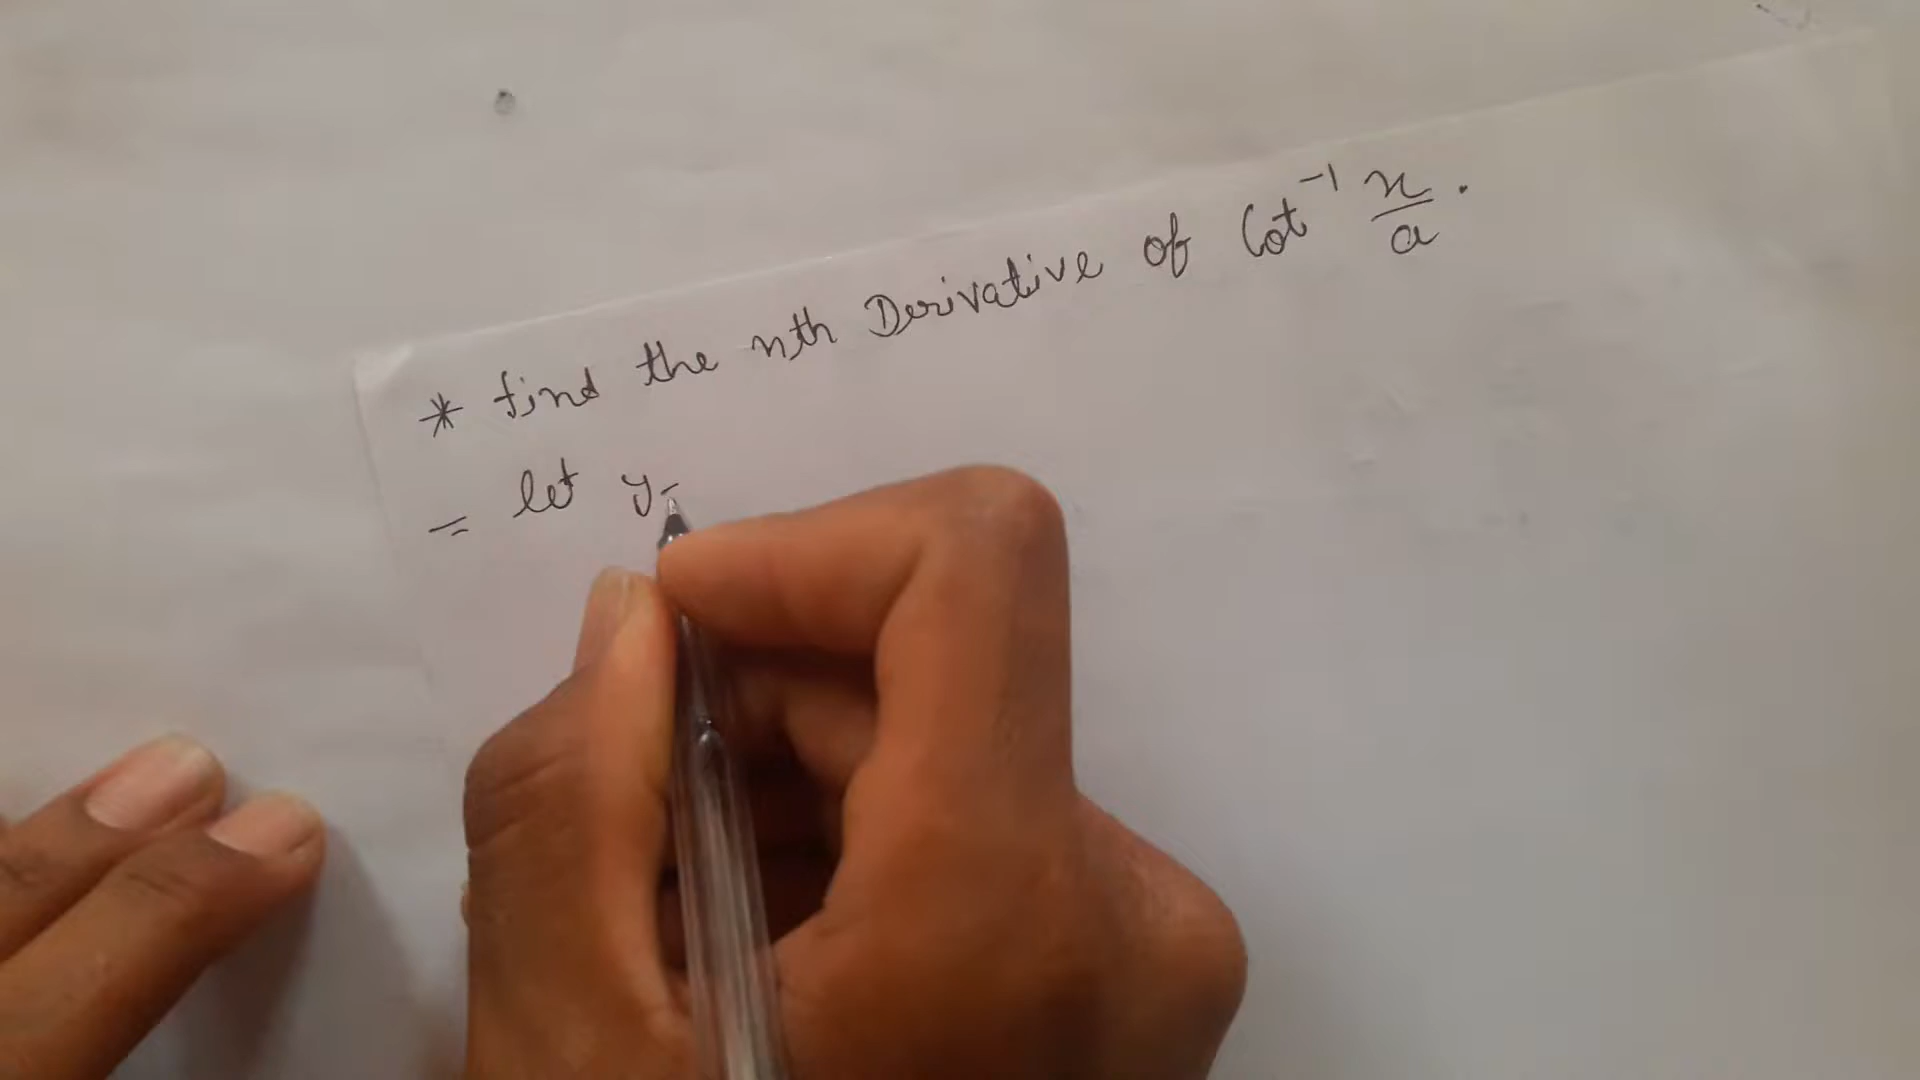 * find the nth Derivative of Cot⁻¹ x/a .
= let y=